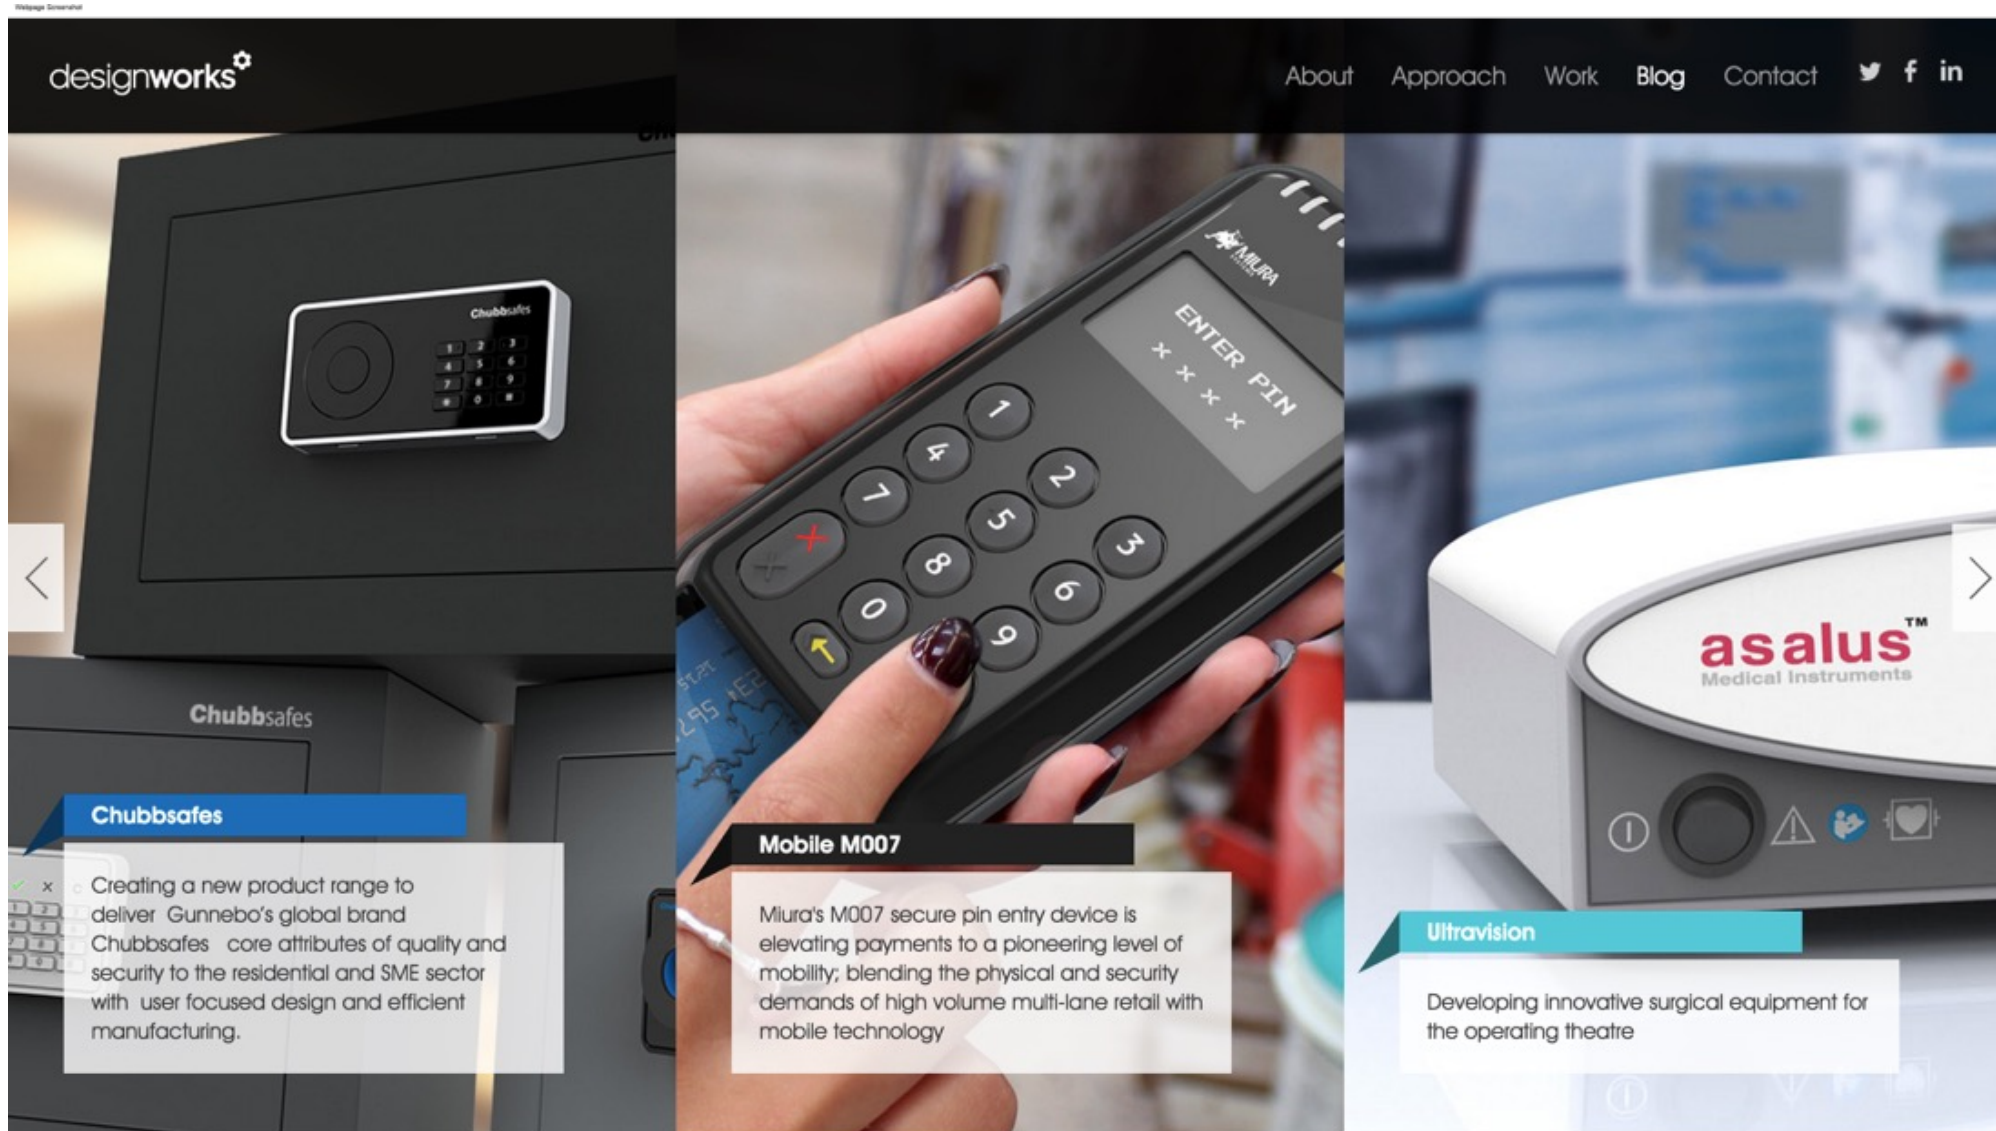 Webpage Screenshot
designworks
About Approach Work Blog Contact
Chubbsafes
1 2 3
4 5 6
7 8 9
0
Chubbsafes
Chubbsafes
Creating a new product range to
deliver Gunnebo's global brand
Chubbsafes core attributes of quality and
security to the residential and SME sector
with user focused design and efficient
manufacturing.
MIURA
SYSTEMS
ENTER PIN
x x x x
1
2
3
4
5
6
7
8
9
0
Mobile M007
Miura's M007 secure pin entry device is
elevating payments to a pioneering level of
mobility; blending the physical and security
demands of high volume multi-lane retail with
mobile technology
asalus™
Medical Instruments
Ultravision
Developing innovative surgical equipment for
the operating theatre